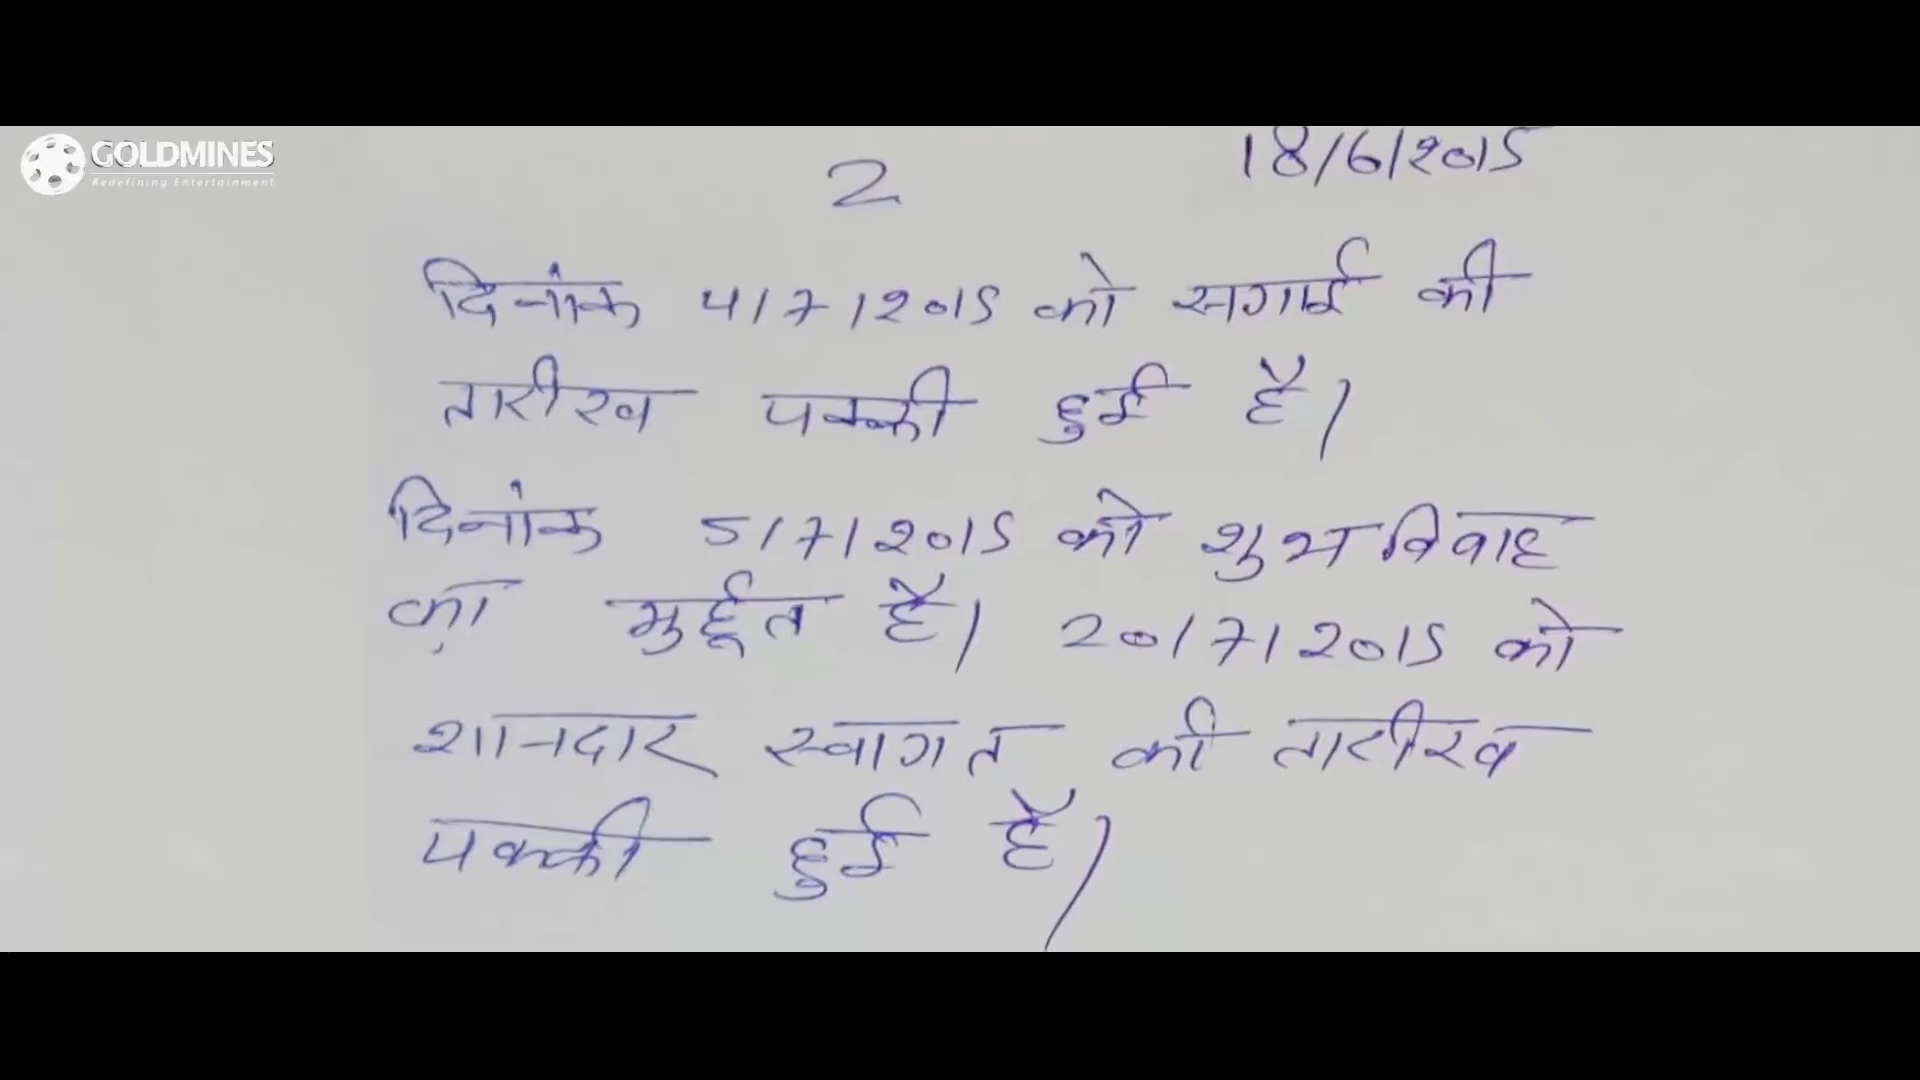 GOLDMINES
Redefining Entertainment
18/6/2015
2
दिनांक 4/7/2015 को सगाई की
तारीख पक्की हुई है।
दिनांक 5/7/2015 को शुभ विवाह
का मुर्हूत है। 20/7/2015 को
शानदार स्वागत की तारीख
पक्की हुई है।